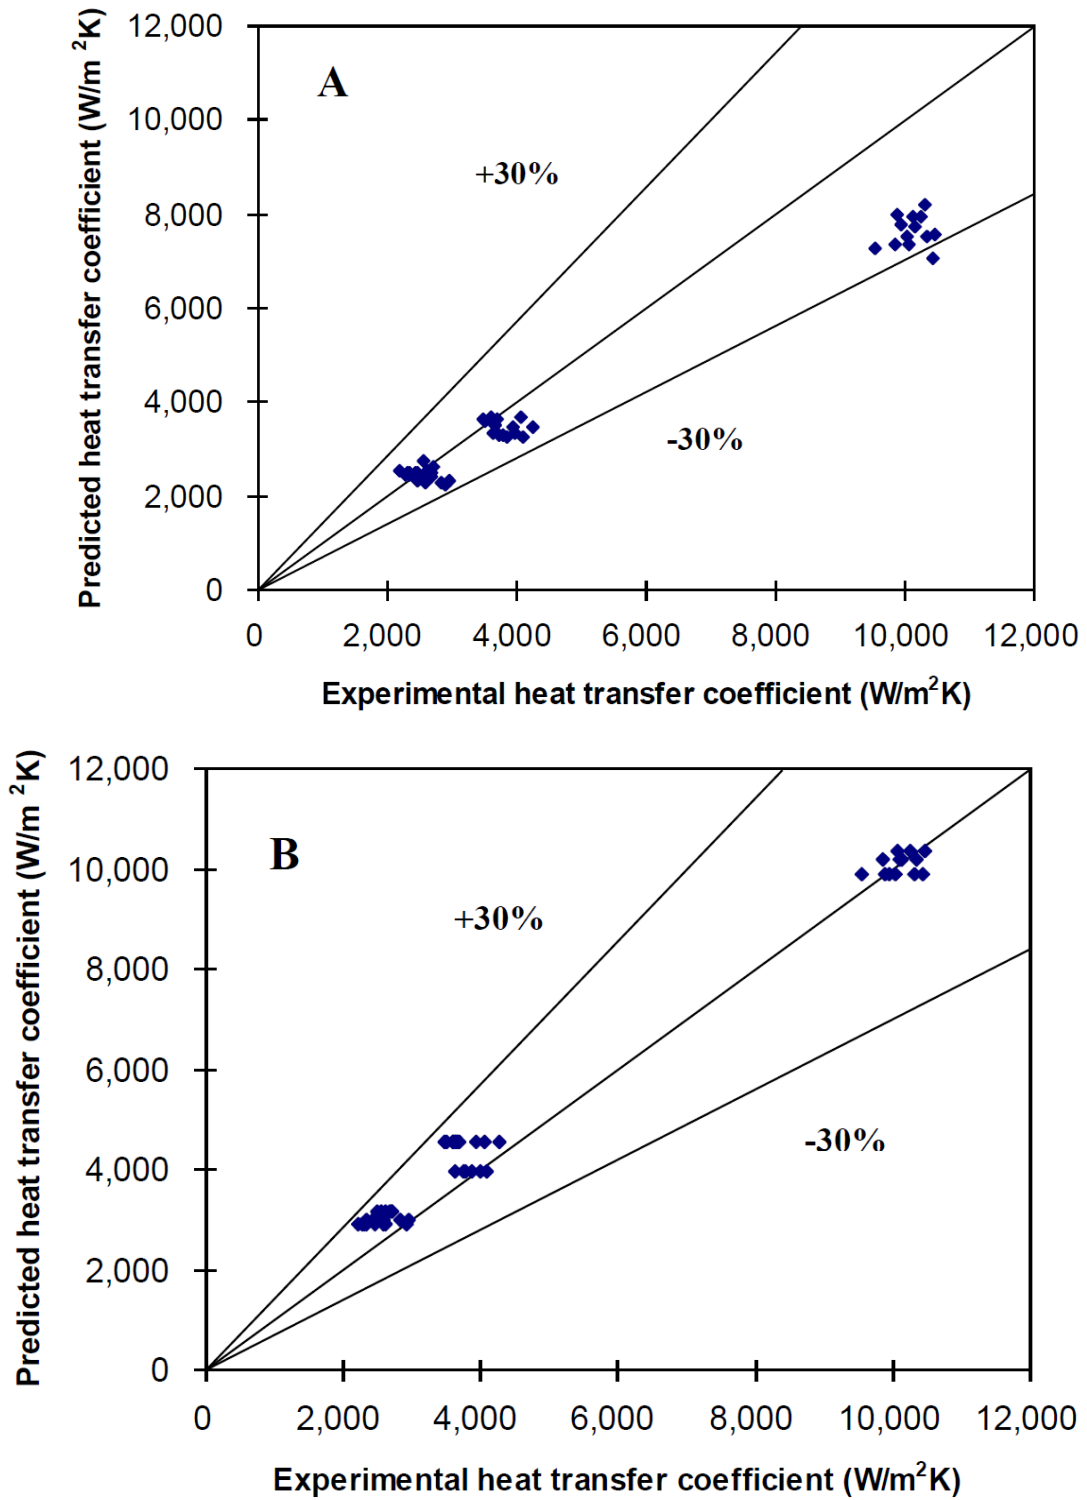 12,000
10,000
8,000
6,000
4,000
2,000
0
Predicted heat transfer coefficient (W/m ²K)
A
+30%
-30%
0 2,000 4,000 6,000 8,000 10,000 12,000
Experimental heat transfer coefficient (W/m²K)
12,000
10,000
8,000
6,000
4,000
2,000
0
Predicted heat transfer coefficient (W/m ²K)
B
+30%
-30%
0 2,000 4,000 6,000 8,000 10,000 12,000
Experimental heat transfer coefficient (W/m²K)